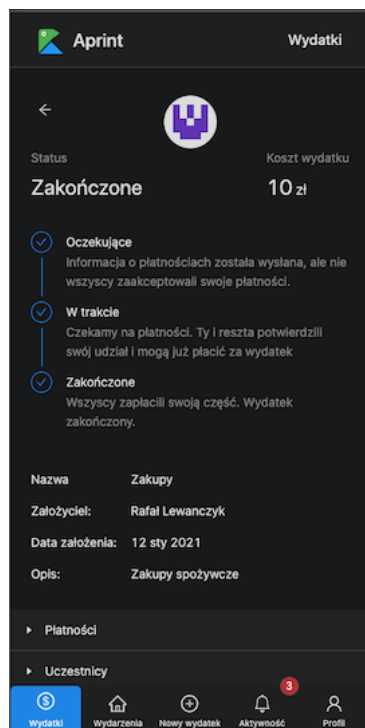 Aprint Wydatki
Status Koszt wydatku
Zakończone 10 zł
Oczekujące
Informacja o płatnościach została wysłana, ale nie
wszyscy zaakceptowali swoje płatności.
W trakcie
Czekamy na płatności. Ty i reszta potwierdzili
swój udział i mogą już płacić za wydatek
Zakończone
Wszyscy zapłacili swoją część. Wydatek
zakończony.
Nazwa Zakupy
Założyciel: Rafał Lewanczyk
Data założenia: 12 sty 2021
Opis: Zakupy spożywcze
Płatności
Uczestnicy
3
Wydatki Wydarzenia Nowy wydatek Aktywność Profil